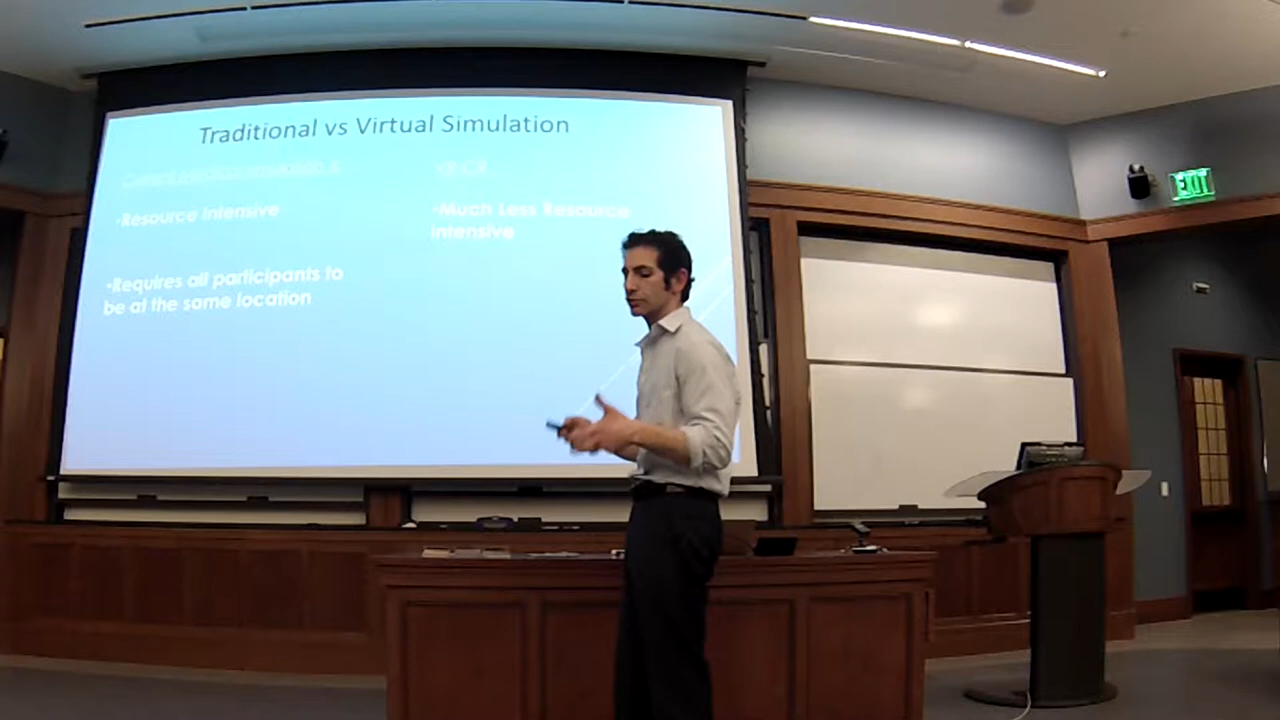 Traditional vs Virtual Simulation
•Resource Intensive
•Requires all participants to
be at the same location
•Much Less Resource
Intensive
EXIT